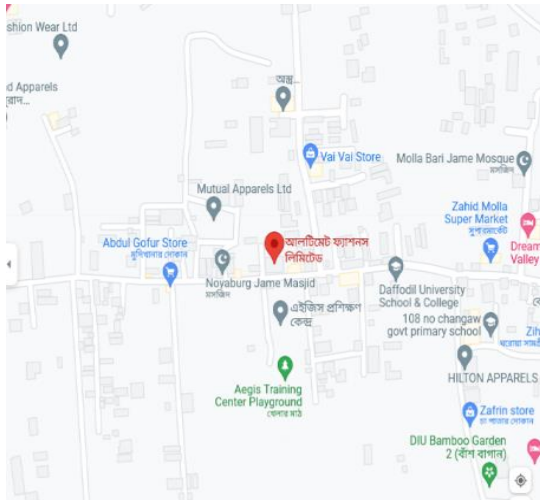 shion Wear Ltd
d Apparels
রাদ...
অস্ত্র...
Vai Vai Store
Molla Bari Jame Mosque
মসজিদ
Mutual Apparels Ltd
Zahid Molla
Super Market
সুপারমার্কেট
Dream
Valley
Abdul Gofur Store
মুদিখানার দোকান
আলটিমেট ফ্যাশনস
লিমিটেড
Noyaburg Jame Masjid
মসজিদ
Daffodil University
School & College
এইজিস প্রশিক্ষণ
কেন্দ্র
108 no changaw
govt primary school
Zih
HILTON APPARELS
Aegis Training
Center Playground
খেলার মাঠ
Zafrin store
চা পাতার দোকান
DIU Bamboo Garden
2 (বাঁশ বাগান)